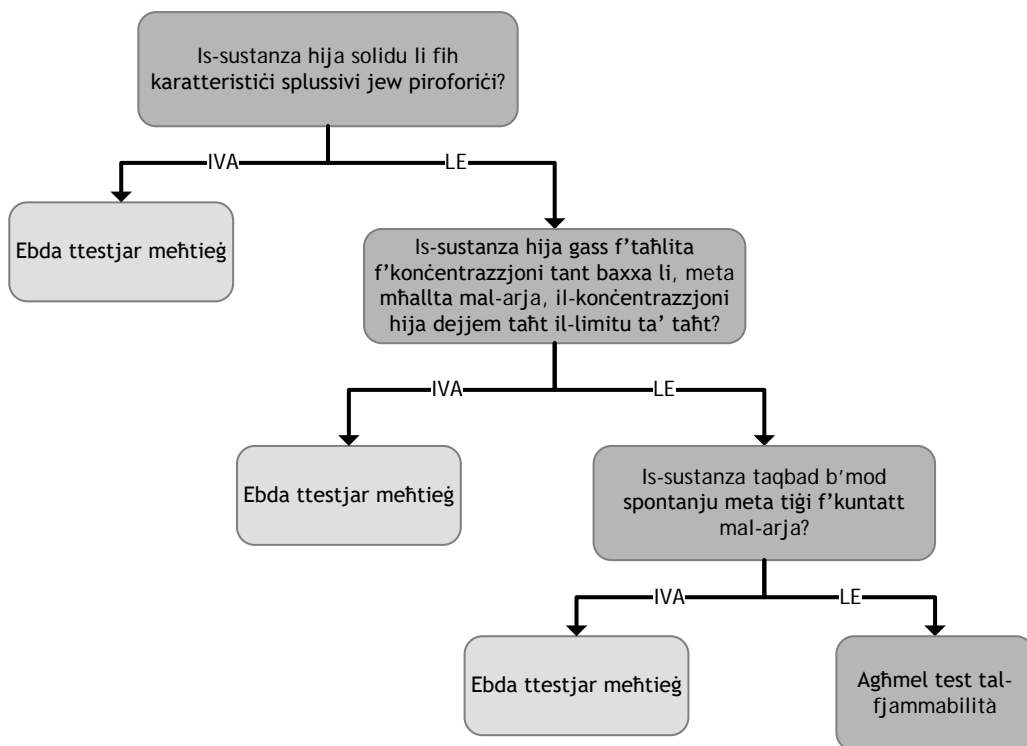 Is-sustanza hija solidu li fih
karatteristiċi splussivi jew piroforiċi?
IVA
LE
Ebda ttestjar meħtieġ
Is-sustanza hija gass f'taħlita
f'konċentrazzjoni tant baxxa li, meta
mħallta mal-arja, il-konċentrazzjoni
hija dejjem taħt il-limitu ta' taħt?
IVA
LE
Ebda ttestjar meħtieġ
Is-sustanza taqbad b'mod
spontanju meta tiġi f'kuntatt
mal-arja?
IVA
LE
Ebda ttestjar meħtieġ
Agħmel test tal-
fjammabilità